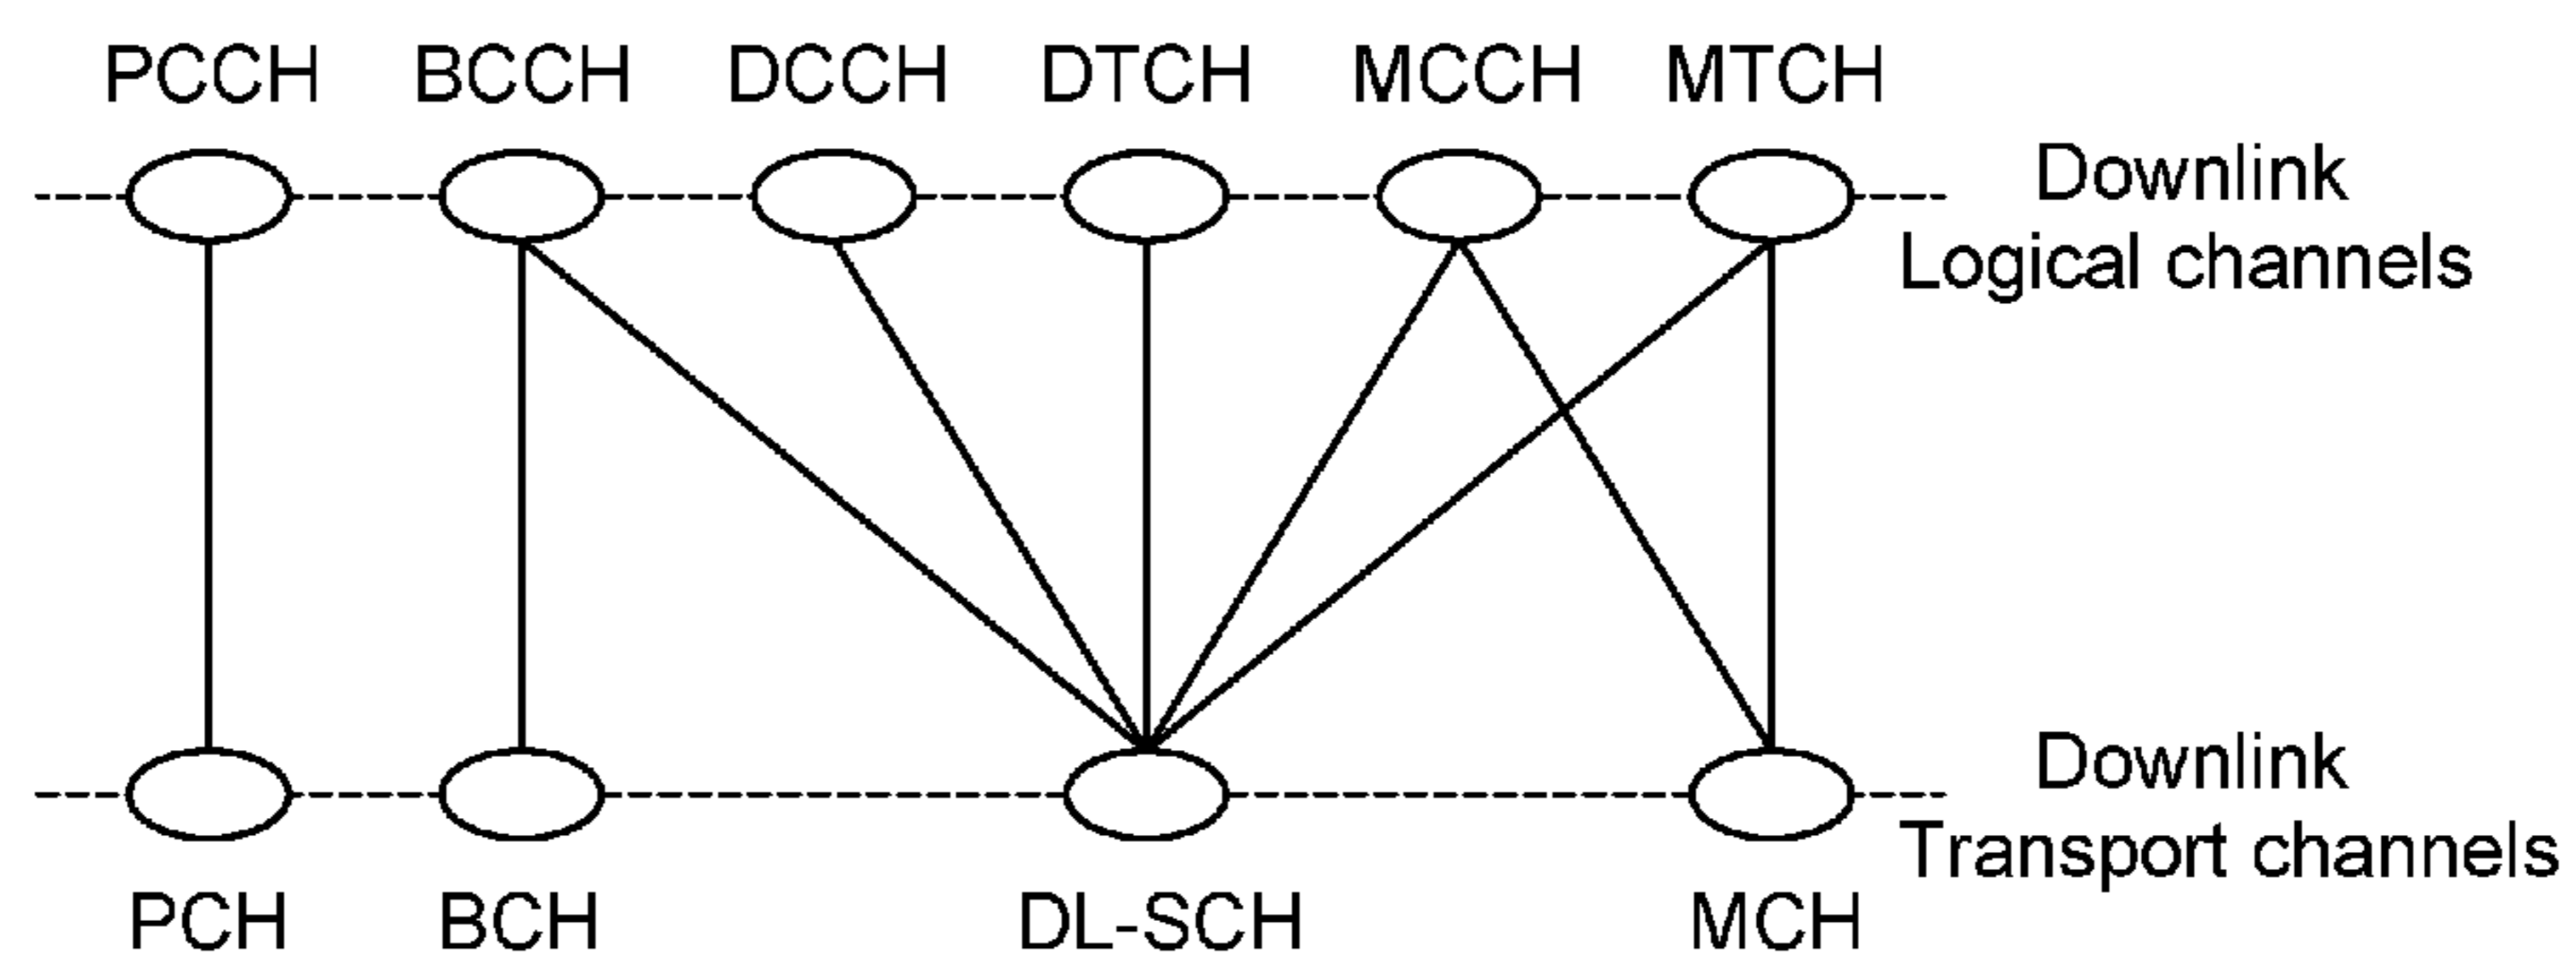 PCCH BCCH DCCH DTCH MCCH MTCH
Downlink
Logical channels
Downlink
Transport channels
PCH BCH DL-SCH MCH